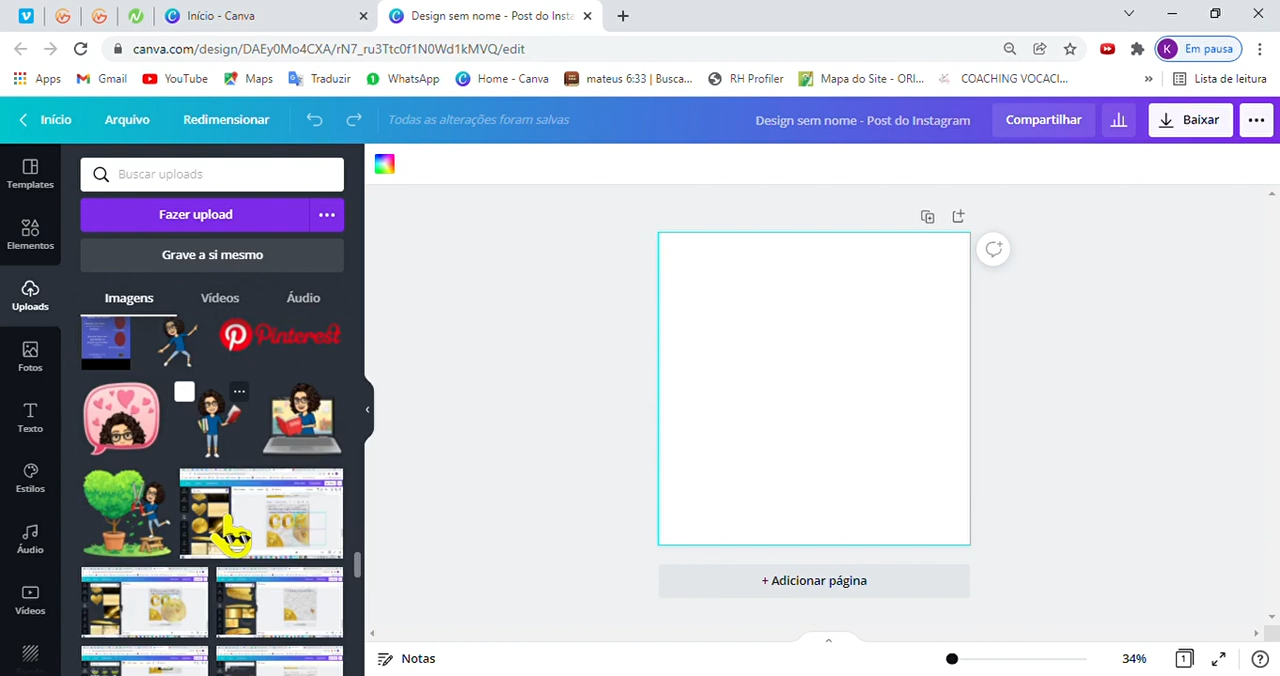 Início - Canva
Design sem nome - Post do Insta
canva.com/design/DAEy0Mo4CXA/rN7_ru3Ttc0f1N0Wd1kMVQ/edit
K Em pausa
Apps
Gmail
YouTube
Maps
Traduzir
WhatsApp
Home - Canva
mateus 6:33 | Busca...
RH Profiler
Mapa do Site - ORI...
COACHING VOCACI...
»
Lista de leitura
Início
Arquivo
Redimensionar
Todas as alterações foram salvas
Design sem nome - Post do Instagram
Compartilhar
Baixar
Templates
Elementos
Uploads
Fotos
Texto
Estilos
Áudio
Vídeos
Buscar uploads
Fazer upload
Grave a si mesmo
Imagens
Vídeos
Áudio
Pinterest
+ Adicionar página
Notas
34%
1